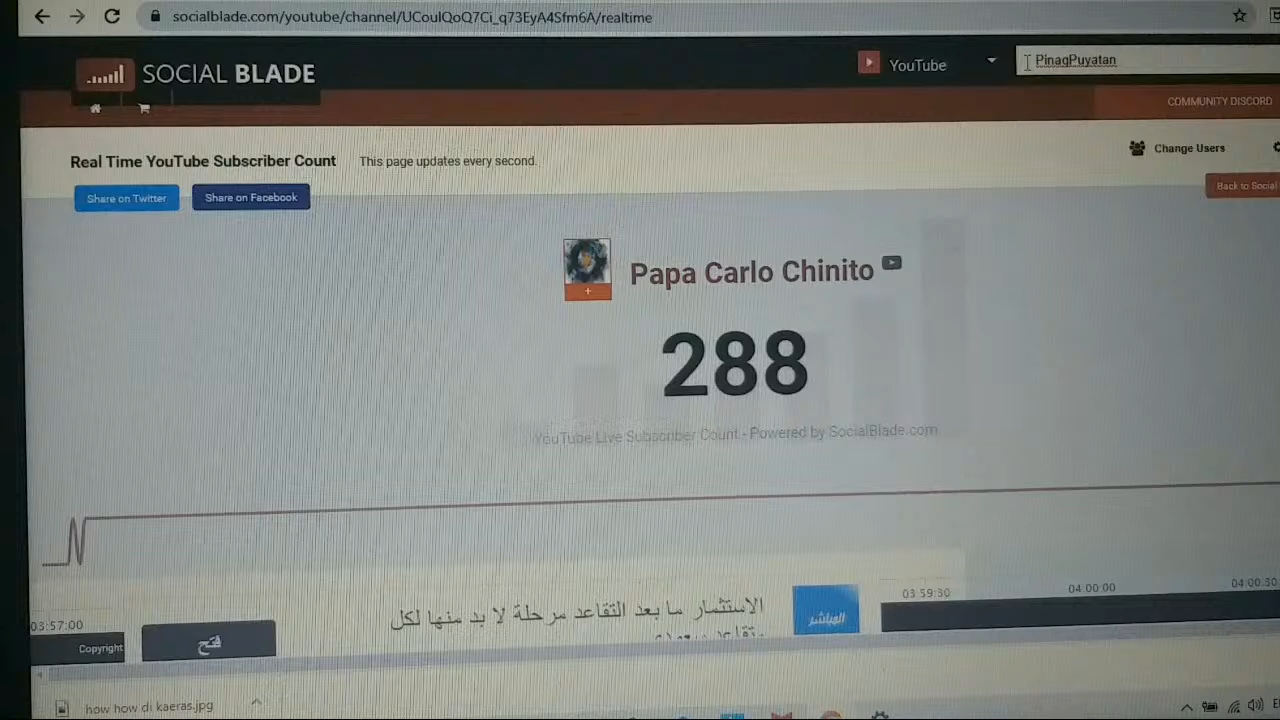 socialblade.com/youtube/channel/UCoulQoQ7Ci_q73EyA4Sfm6A/realtime
SOCIAL BLADE
YouTube
PinagPuyatan
COMMUNITY DISCORD
Real Time YouTube Subscriber Count
This page updates every second.
Change Users
Share on Twitter
Share on Facebook
Back to Social
Papa Carlo Chinito
288
YouTube Live Subscriber Count - Powered by SocialBlade.com
03:57:00
03:59:30
04:00:00
04:00:30
الاستثمار ما بعد التقاعد مرحلة لا بد منها لكل
المباشر
Copyright
فتح
how how di kaeras.jpg